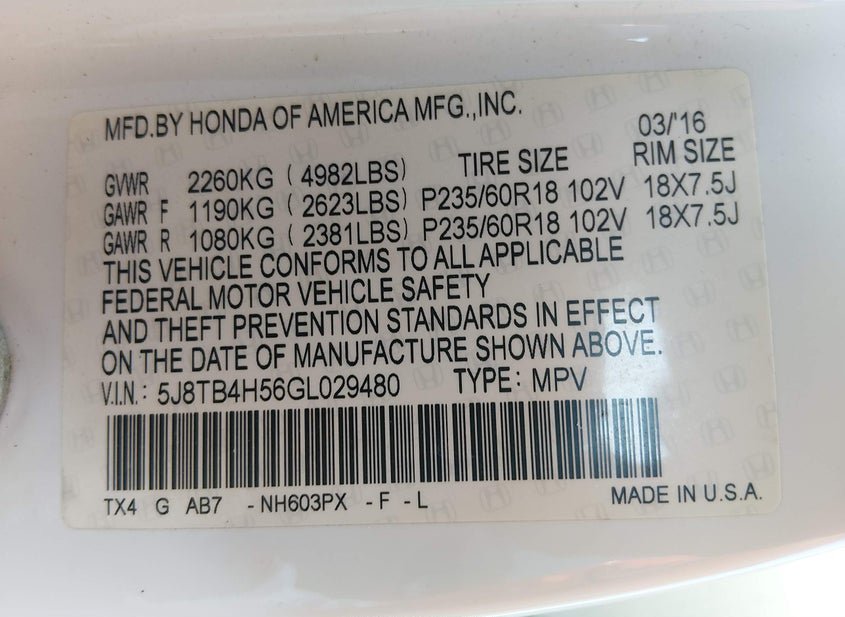 MFD.BY HONDA OF AMERICA MFG.,INC. 03/'16
GVWR 2260KG ( 4982LBS) TIRE SIZE RIM SIZE
GAWR F 1190KG ( 2623LBS) P235/60R18 102V 18X7.5J
GAWR R 1080KG ( 2381LBS) P235/60R18 102V 18X7.5J
THIS VEHICLE CONFORMS TO ALL APPLICABLE
FEDERAL MOTOR VEHICLE SAFETY
AND THEFT PREVENTION STANDARDS IN EFFECT
ON THE DATE OF MANUFACTURE SHOWN ABOVE.
V.I.N.: 5J8TB4H56GL029480 TYPE: MPV
TX4 G AB7 -NH603PX -F -L MADE IN U.S.A.